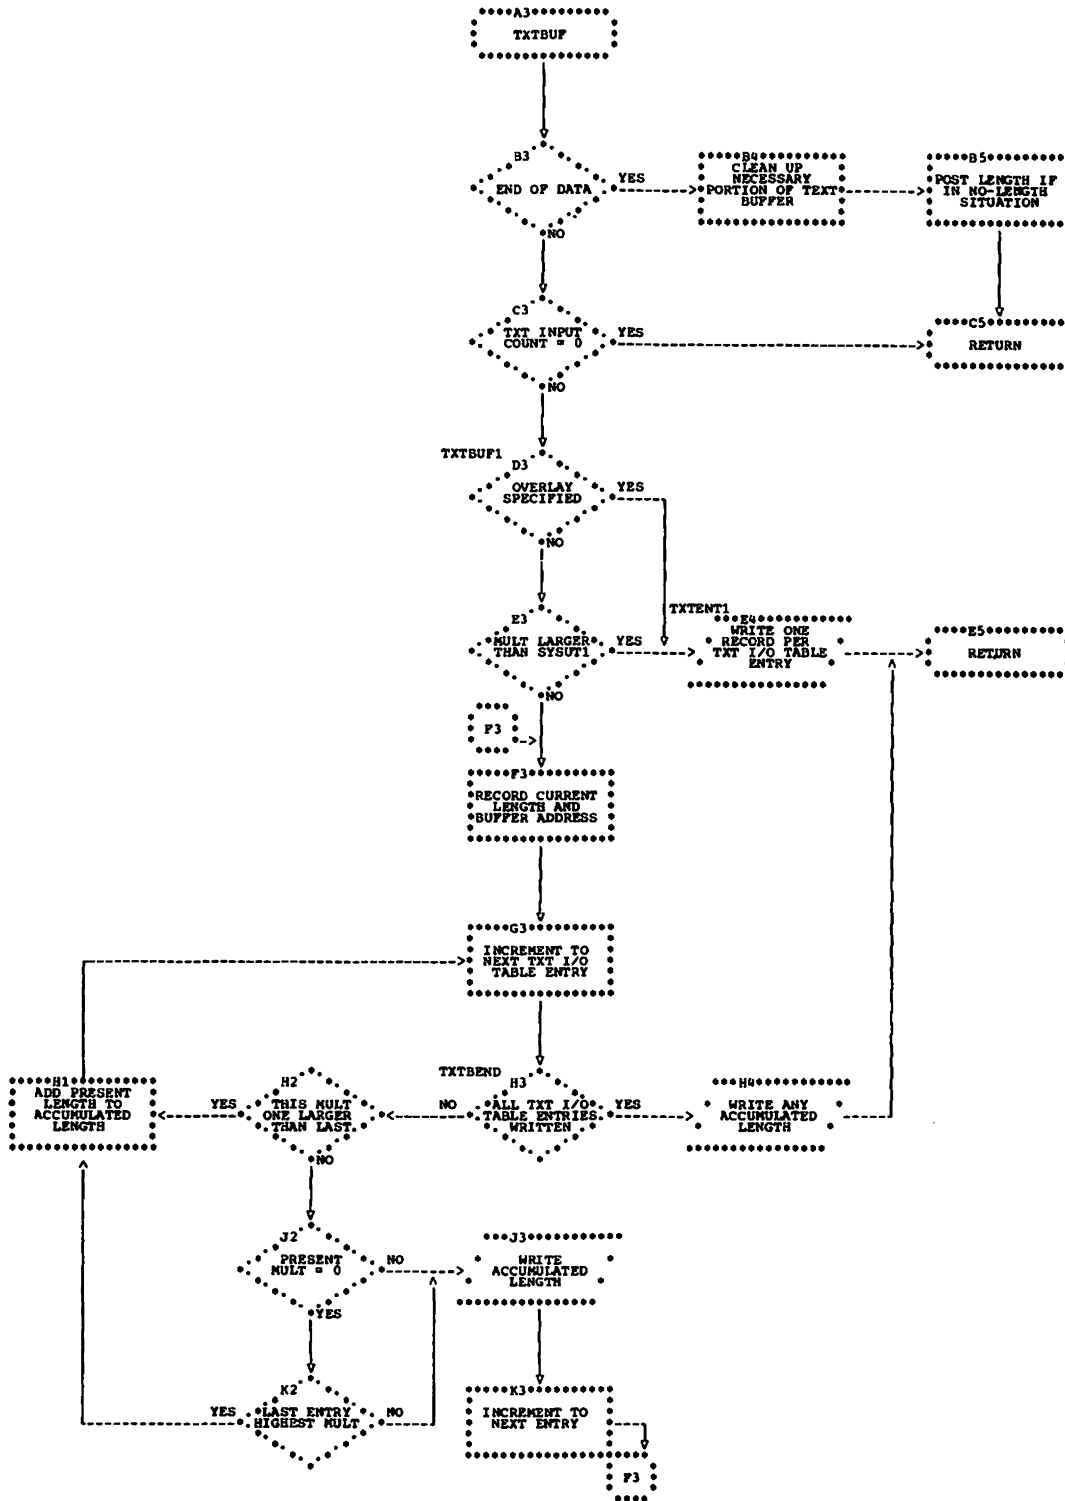 A3
TXTBUF
B3
END OF DATA
YES
NO
B4
CLEAN UP
NECESSARY
PORTION OF TEXT
BUFFER
B5
POST LENGTH IF
IN NO-LENGTH
SITUATION
C3
TXT INPUT
COUNT = 0
YES
NO
C5
RETURN
TXTBUF1
D3
OVERLAY
SPECIFIED
YES
NO
E3
MULT LARGER
THAN SYSUT1
YES
NO
TXTENT1
E4
WRITE ONE
RECORD PER
TXT I/O TABLE
ENTRY
E5
RETURN
F3
F3
RECORD CURRENT
LENGTH AND
BUFFER ADDRESS
G3
INCREMENT TO
NEXT TXT I/O
TABLE ENTRY
H1
ADD PRESENT
LENGTH TO
ACCUMULATED
LENGTH
YES
H2
THIS MULT
ONE LARGER
THAN LAST
NO
NO
TXTBEND
H3
ALL TXT I/O
TABLE ENTRIES
WRITTEN
YES
H4
WRITE ANY
ACCUMULATED
LENGTH
J2
PRESENT
MULT = 0
NO
YES
J3
WRITE
ACCUMULATED
LENGTH
YES
K2
LAST ENTRY
HIGHEST MULT
NO
K3
INCREMENT TO
NEXT ENTRY
F3